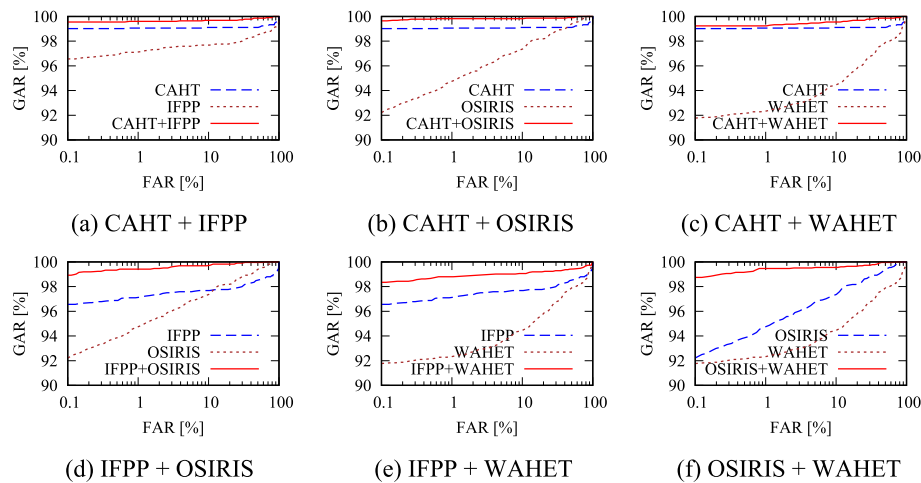 GAR [%]
100
98
96
94
92
90
CAHT
IFPP
CAHT+IFPP
0.1 1 10 100
FAR [%]
(a) CAHT + IFPP
GAR [%]
100
98
96
94
92
90
CAHT
OSIRIS
CAHT+OSIRIS
0.1 1 10 100
FAR [%]
(b) CAHT + OSIRIS
GAR [%]
100
98
96
94
92
90
CAHT
WAHET
CAHT+WAHET
0.1 1 10 100
FAR [%]
(c) CAHT + WAHET
GAR [%]
100
98
96
94
92
90
IFPP
OSIRIS
IFPP+OSIRIS
0.1 1 10 100
FAR [%]
(d) IFPP + OSIRIS
GAR [%]
100
98
96
94
92
90
IFPP
WAHET
IFPP+WAHET
0.1 1 10 100
FAR [%]
(e) IFPP + WAHET
GAR [%]
100
98
96
94
92
90
OSIRIS
WAHET
OSIRIS+WAHET
0.1 1 10 100
FAR [%]
(f) OSIRIS + WAHET